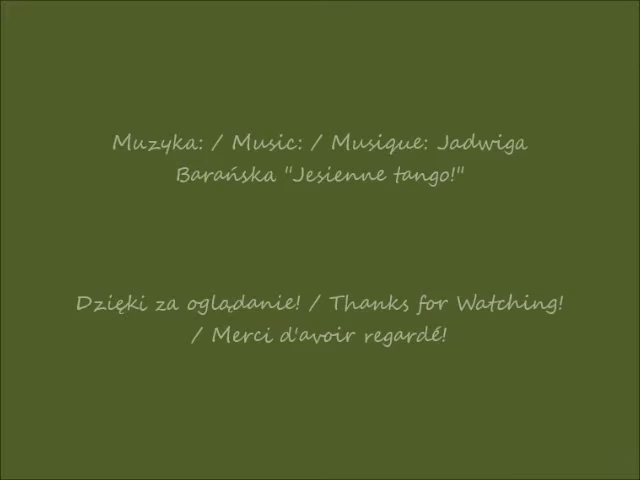 Muzyka: / Music: / Musique: Jadwiga
Barańska "Jesienne tango!"
Dzięki za oglądanie! / Thanks for Watching!
/ Merci d'avoir regardé!